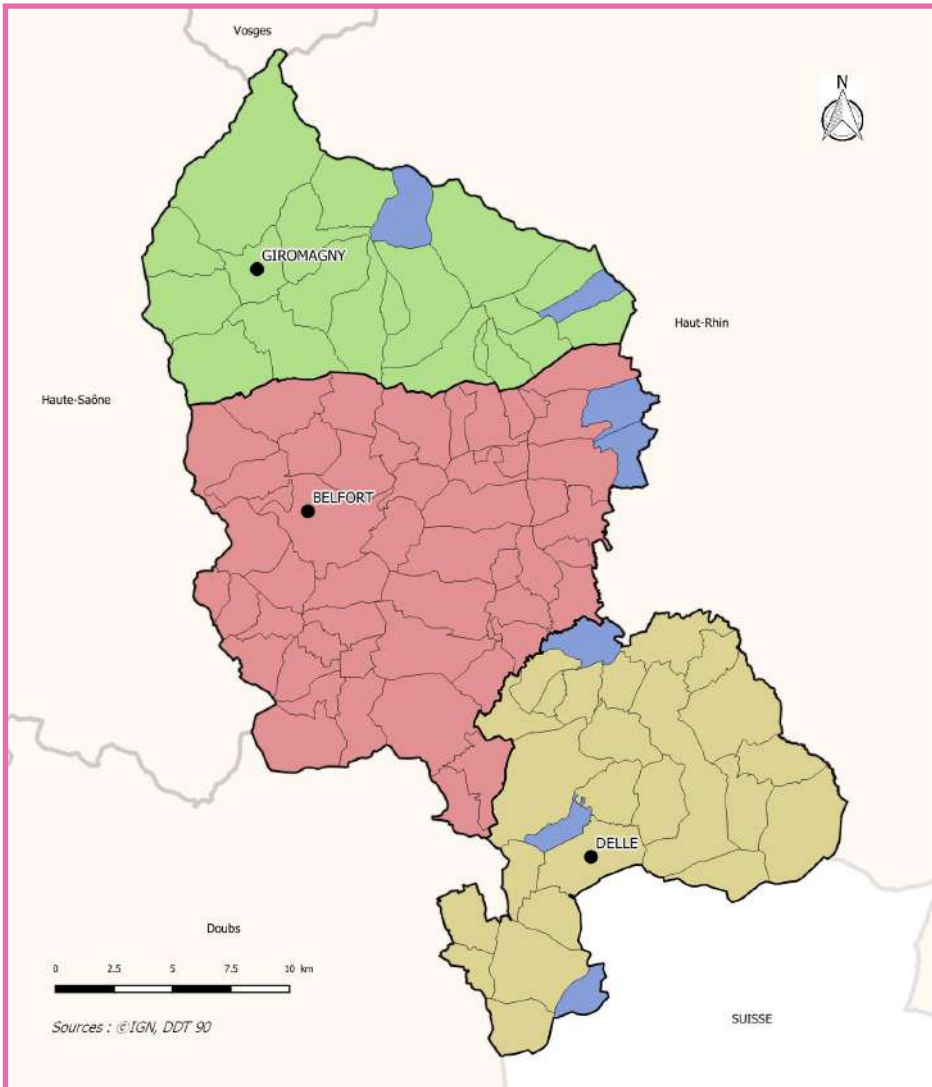 Vosges
N
GIROMAGNY
Haut-Rhin
Haute-Saône
BELFORT
DELLE
Doubs
0 2.5 5 7.5 10 km
Sources : ©IGN, DDT 90
SUISSE